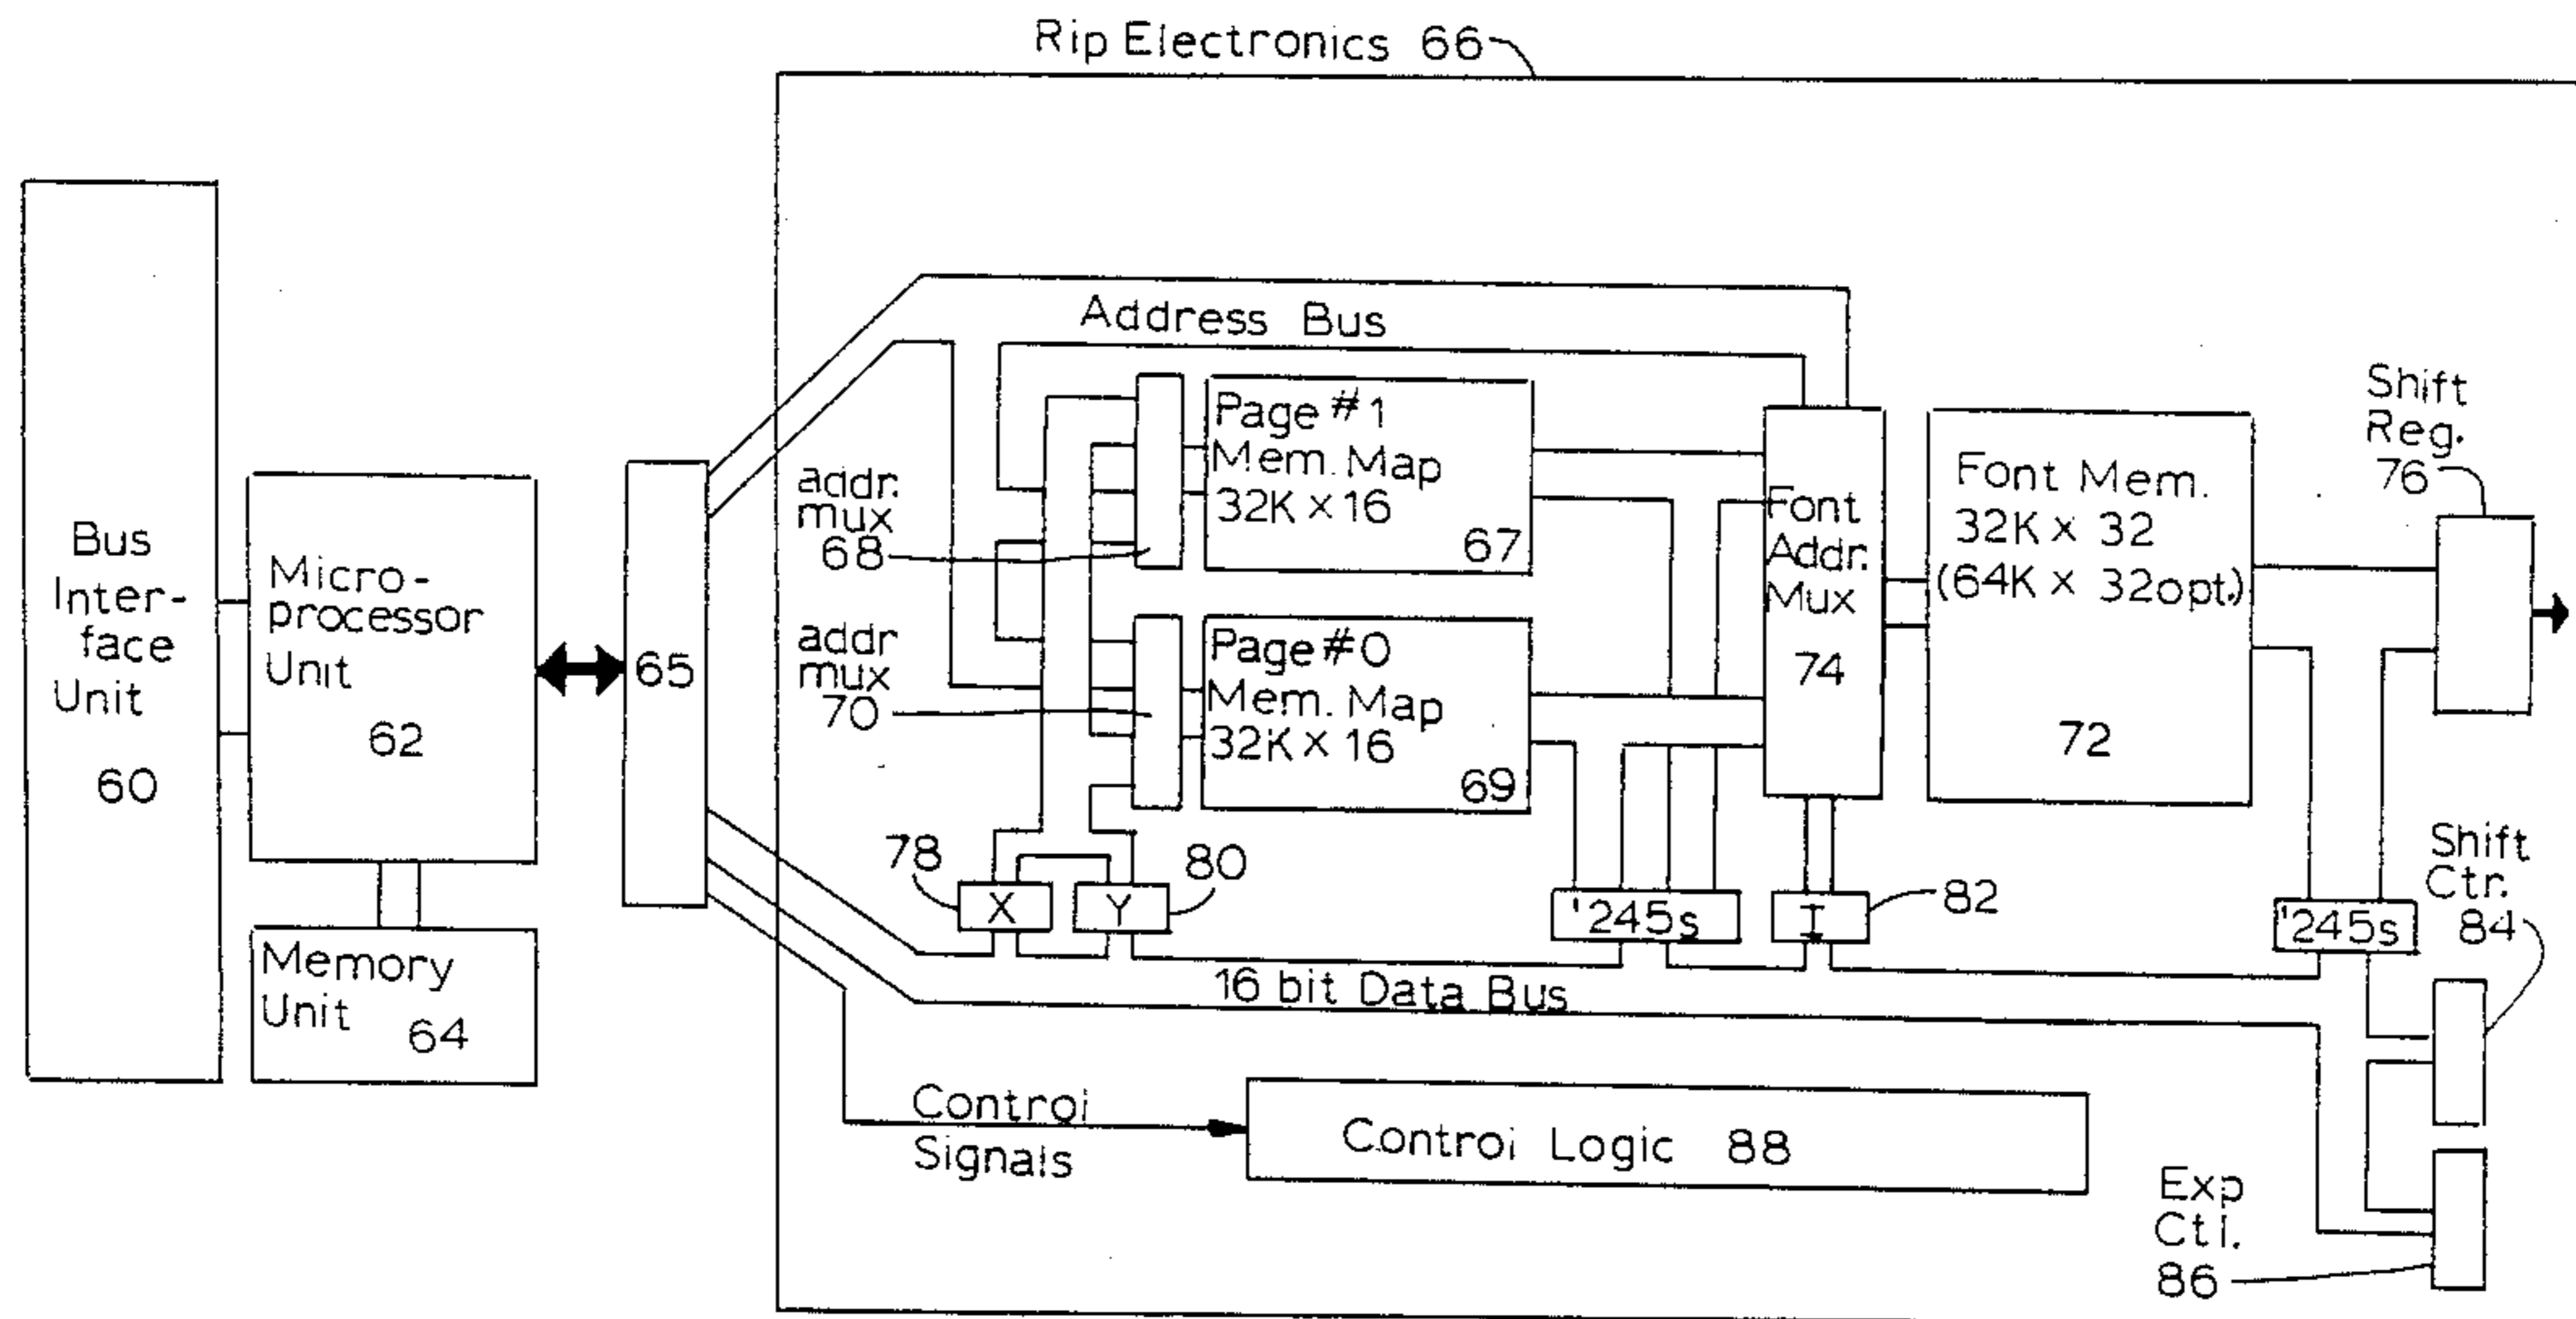 Rip Electronics 66
Bus
Inter-
face
Unit
60
Micro-
processor
Unit
62
Memory
Unit
64
65
Address Bus
addr.
mux
68
Page #1
Mem. Map
32K x 16
67
addr
mux
70
Page #0
Mem. Map
32K x 16
69
Font
Addr.
Mux
74
Font Mem.
32K x 32
(64K x 32opt.)
72
Shift
Reg.
76
78
X
Y
80
'245s
82
'245s
Shift
Ctr.
84
16 bit Data Bus
Control
Signals
Control Logic 88
Exp
Ctl.
86